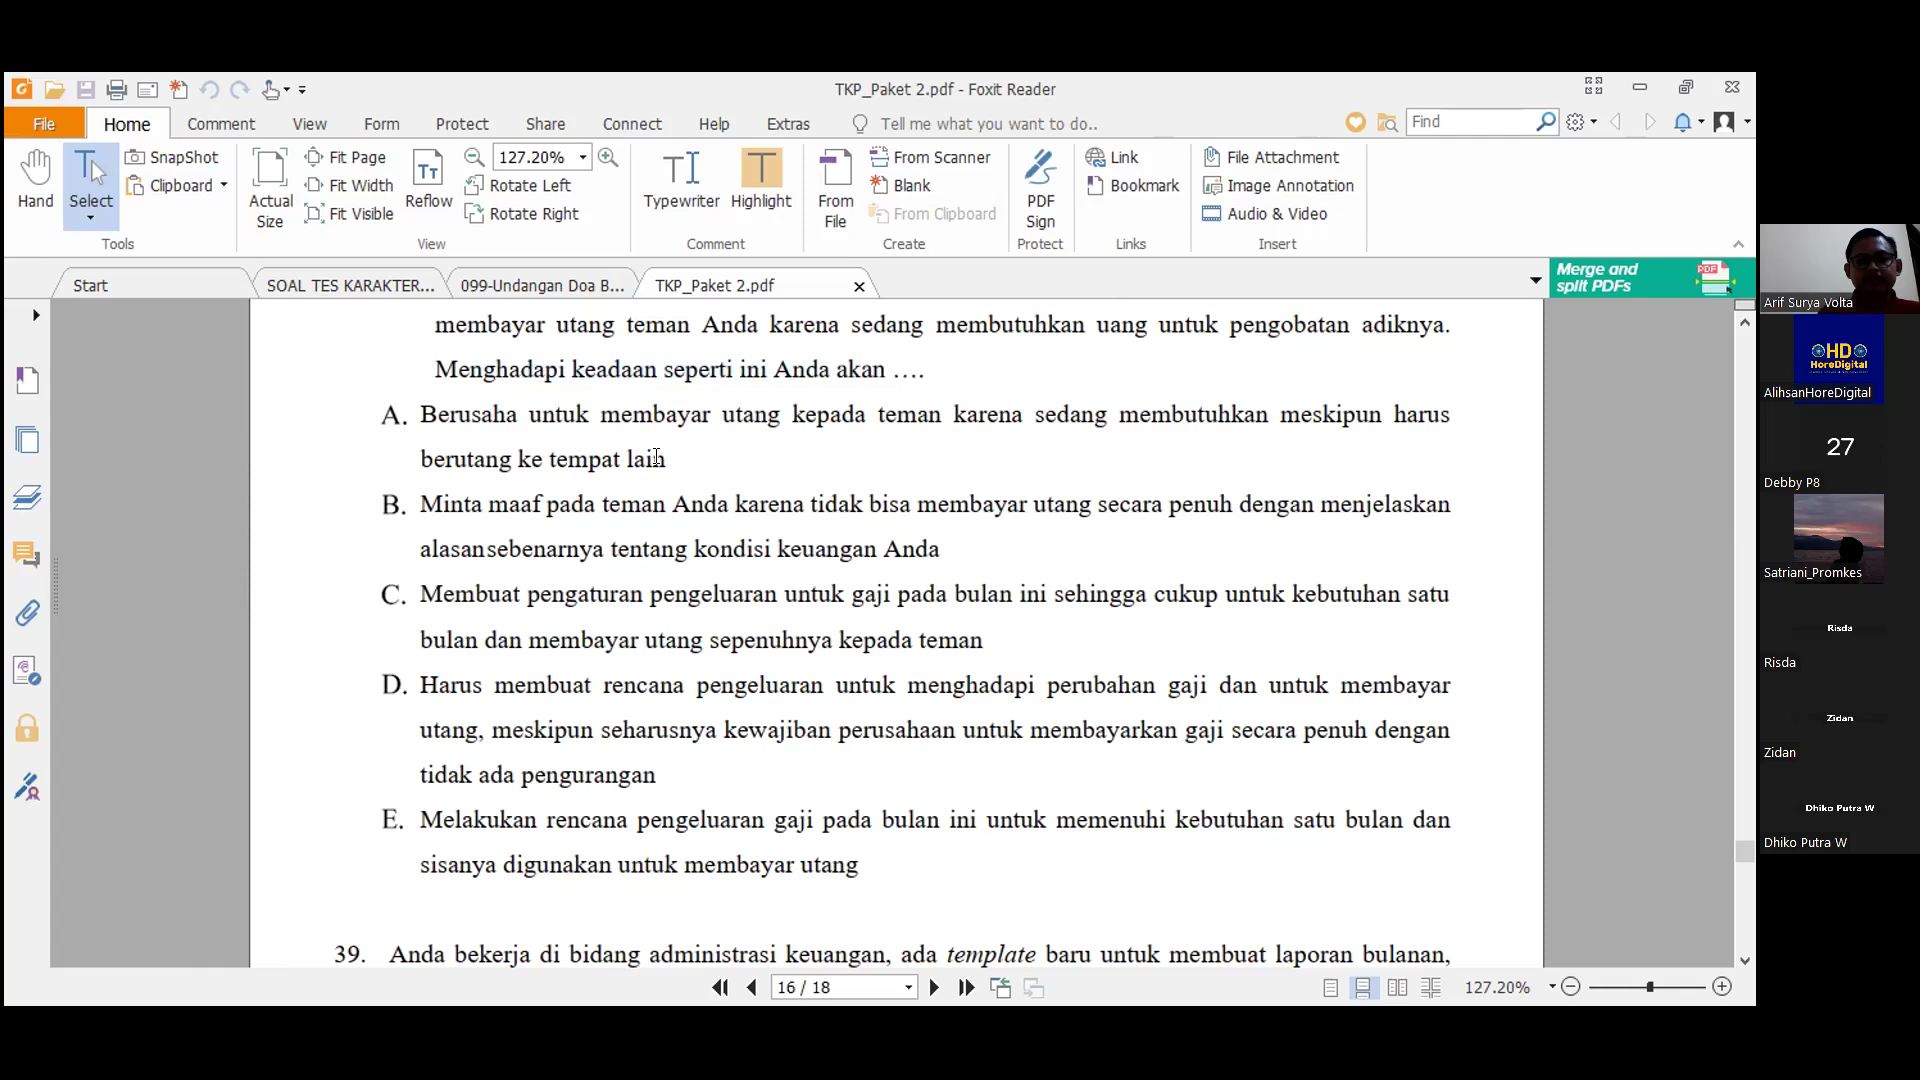 TKP_Paket 2.pdf - Foxit Reader
File Home Comment View Form Protect Share Connect Help Extras Tell me what you want to do.. Find
Hand
Select
SnapShot
Clipboard
Tools
Actual Size
Fit Page
Fit Width
Fit Visible
Reflow
127.20%
Rotate Left
Rotate Right
View
Typewriter
Highlight
Comment
From File
From Scanner
Blank
From Clipboard
Create
PDF Sign
Protect
Link
Bookmark
Links
File Attachment
Image Annotation
Audio & Video
Insert
Start SOAL TES KARAKTER... 099-Undangan Doa B... TKP_Paket 2.pdf
Merge and
split PDFs
PDF
membayar utang teman Anda karena sedang membutuhkan uang untuk pengobatan adiknya.
Menghadapi keadaan seperti ini Anda akan ….
A. Berusaha untuk membayar utang kepada teman karena sedang membutuhkan meskipun harus
berutang ke tempat lain
B. Minta maaf pada teman Anda karena tidak bisa membayar utang secara penuh dengan menjelaskan
alasansebenarnya tentang kondisi keuangan Anda
C. Membuat pengaturan pengeluaran untuk gaji pada bulan ini sehingga cukup untuk kebutuhan satu
bulan dan membayar utang sepenuhnya kepada teman
D. Harus membuat rencana pengeluaran untuk menghadapi perubahan gaji dan untuk membayar
utang, meskipun seharusnya kewajiban perusahaan untuk membayarkan gaji secara penuh dengan
tidak ada pengurangan
E. Melakukan rencana pengeluaran gaji pada bulan ini untuk memenuhi kebutuhan satu bulan dan
sisanya digunakan untuk membayar utang
39. Anda bekerja di bidang administrasi keuangan, ada template baru untuk membuat laporan bulanan,
16 / 18
127.20%
Arif Surya Volta
HD
HoreDigital
AlihsanHoreDigital
27
Debby P8
Satriani_Promkes
Risda
Risda
Zidan
Zidan
Dhiko Putra W
Dhiko Putra W